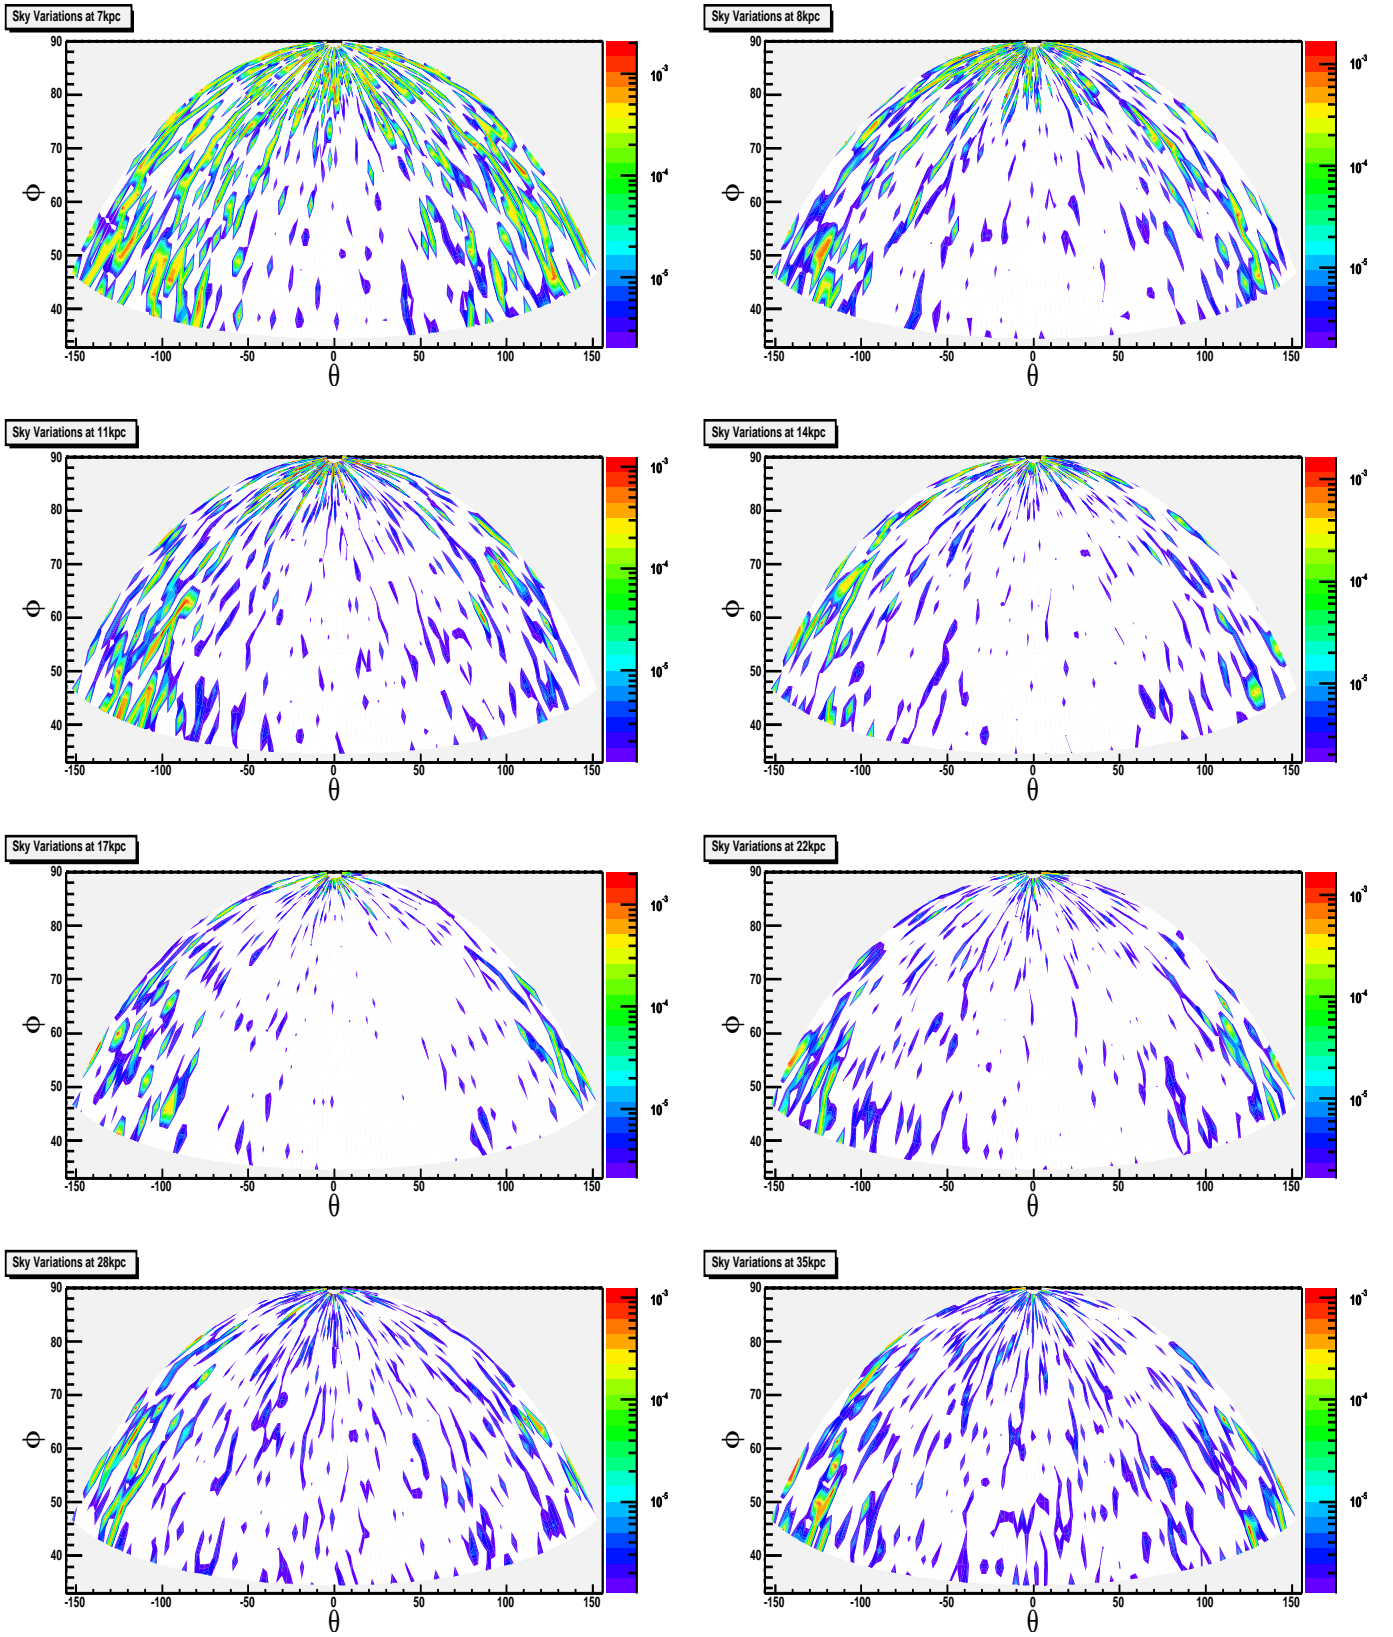 Sky Variations at 7kpc
90
80
70
60
50
40
ϕ
-150 -100 -50 0 50 100 150
θ
10-3
10-4
10-5
Sky Variations at 8kpc
90
80
70
60
50
40
ϕ
-150 -100 -50 0 50 100 150
θ
10-3
10-4
10-5
Sky Variations at 11kpc
90
80
70
60
50
40
ϕ
-150 -100 -50 0 50 100 150
θ
10-3
10-4
10-5
Sky Variations at 14kpc
90
80
70
60
50
40
ϕ
-150 -100 -50 0 50 100 150
θ
10-3
10-4
10-5
Sky Variations at 17kpc
90
80
70
60
50
40
ϕ
-150 -100 -50 0 50 100 150
θ
10-3
10-4
10-5
Sky Variations at 22kpc
90
80
70
60
50
40
ϕ
-150 -100 -50 0 50 100 150
θ
10-3
10-4
10-5
Sky Variations at 28kpc
90
80
70
60
50
40
ϕ
-150 -100 -50 0 50 100 150
θ
10-3
10-4
10-5
Sky Variations at 35kpc
90
80
70
60
50
40
ϕ
-150 -100 -50 0 50 100 150
θ
10-3
10-4
10-5